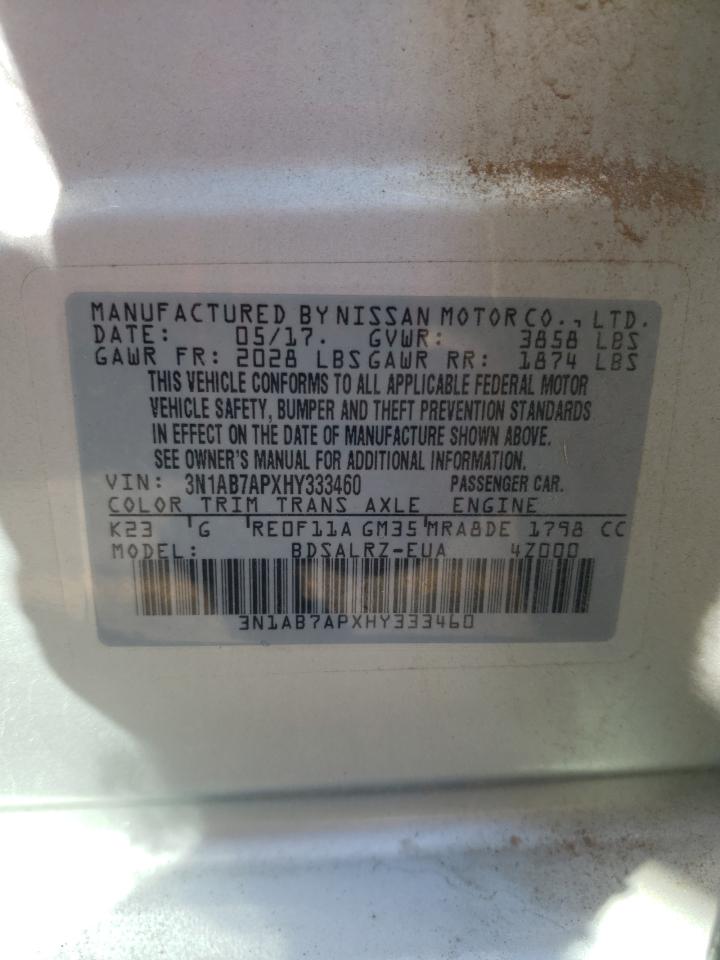 MANUFACTURED BY NISSAN MOTOR CO., LTD.
DATE: 05/17. GVWR: 3858 LBS
GAWR FR: 2028 LBS GAWR RR: 1874 LBS
THIS VEHICLE CONFORMS TO ALL APPLICABLE FEDERAL MOTOR
VEHICLE SAFETY, BUMPER AND THEFT PREVENTION STANDARDS
IN EFFECT ON THE DATE OF MANUFACTURE SHOWN ABOVE.
SEE OWNER'S MANUAL FOR ADDITIONAL INFORMATION.
VIN: 3N1AB7APXHY333460 PASSENGER CAR.
COLOR TRIM TRANS AXLE ENGINE
K23 G RE0F11A GM35 MRA8DE 1798 CC
MODEL: BDSALRZ-EUA 4Z000
3N1AB7APXHY333460